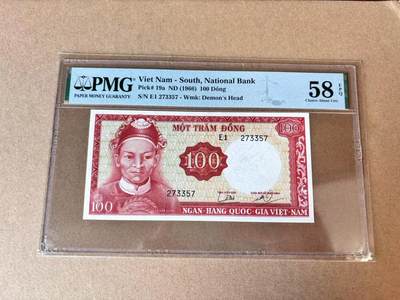 PMG
PAPER MONEY GUARANTY
Viet Nam - South, National Bank
Pick# 19a ND (1966) 100 Dông
S/N E1 273357 - Wmk: Demon's Head
58 EPQ
Choice About Unc
MỘT TRĂM ĐỒNG
100
E1 273357
100
273357
100
NGÂN-HÀNG QUỐC-GIA VIỆT-NAM